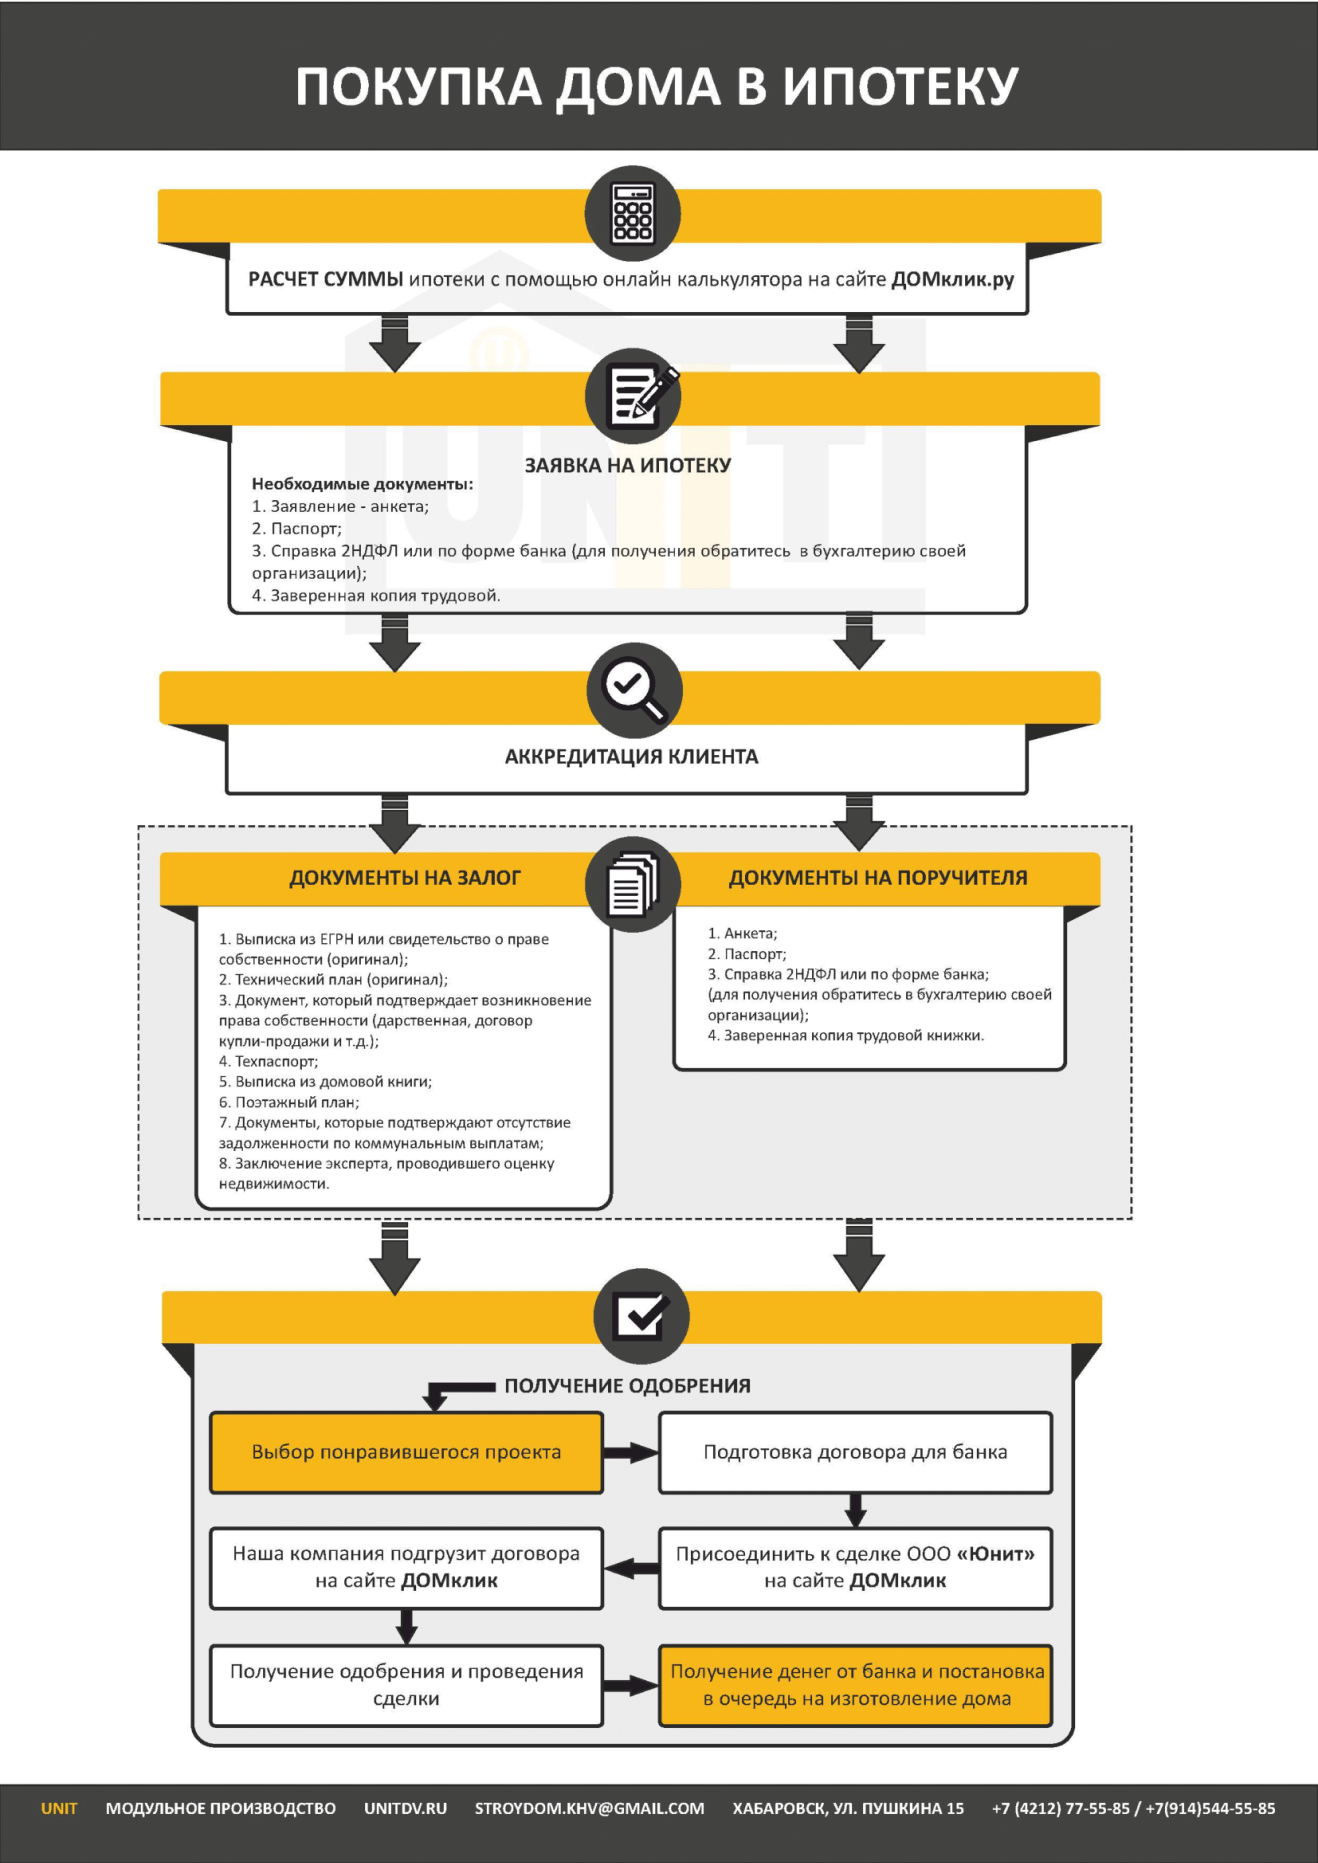 ПОКУПКА ДОМА В ИПОТЕКУ
РАСЧЕТ СУММЫ ипотеки с помощью онлайн калькулятора на сайте ДОМклик.ру
UNIT
ЗАЯВКА НА ИПОТЕКУ
Необходимые документы:
1. Заявление - анкета;
2. Паспорт;
3. Справка 2НДФЛ или по форме банка (для получения обратитесь в бухгалтерию своей
организации);
4. Заверенная копия трудовой.
АККРЕДИТАЦИЯ КЛИЕНТА
ДОКУМЕНТЫ НА ЗАЛОГ
1. Выписка из ЕГРН или свидетельство о праве
собственности (оригинал);
2. Технический план (оригинал);
3. Документ, который подтверждает возникновение
права собственности (дарственная, договор
купли-продажи и т.д.);
4. Техпаспорт;
5. Выписка из домовой книги;
6. Поэтажный план;
7. Документы, которые подтверждают отсутствие
задолженности по коммунальным выплатам;
8. Заключение эксперта, проводившего оценку
недвижимости.
ДОКУМЕНТЫ НА ПОРУЧИТЕЛЯ
1. Анкета;
2. Паспорт;
3. Справка 2НДФЛ или по форме банка;
(для получения обратитесь в бухгалтерию своей
организации);
4. Заверенная копия трудовой книжки.
ПОЛУЧЕНИЕ ОДОБРЕНИЯ
Выбор понравившегося проекта
Подготовка договора для банка
Присоединить к сделке ООО «Юнит»
на сайте ДОМклик
Наша компания подгрузит договора
на сайте ДОМклик
Получение одобрения и проведения
сделки
Получение денег от банка и постановка
в очередь на изготовление дома
UNIT МОДУЛЬНОЕ ПРОИЗВОДСТВО UNITDV.RU STROYDOM.KHV@GMAIL.COM ХАБАРОВСК, УЛ. ПУШКИНА 15 +7 (4212) 77-55-85 / +7(914)544-55-85